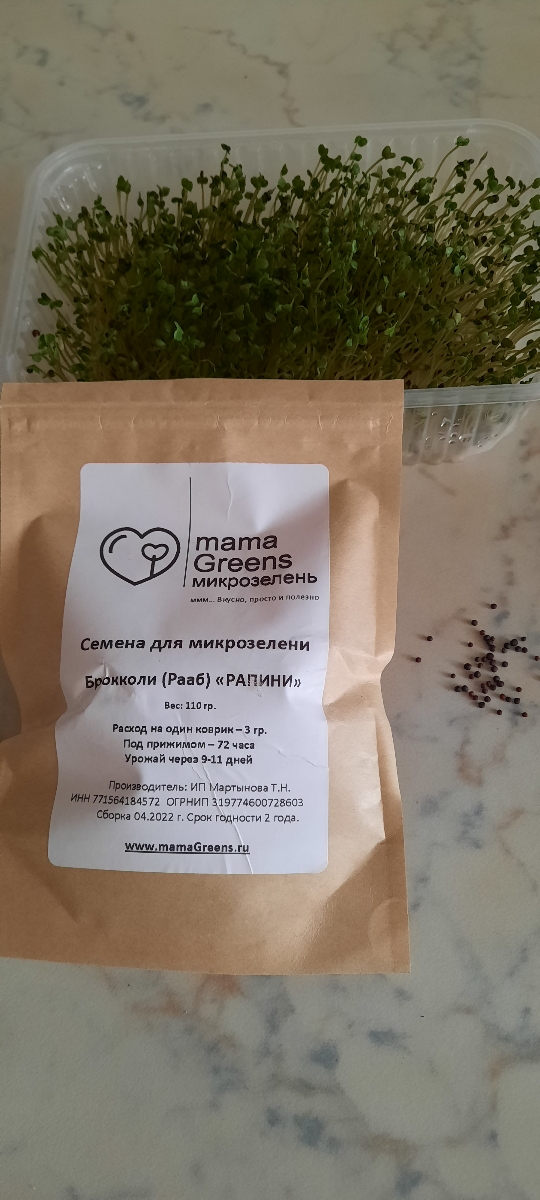 mama
Greens
микрозелень
ммм... Вкусно, просто и полезно
Семена для микрозелени
Брокколи (Рааб) «РАПИНИ»
Вес: 110 гр.
Расход на один коврик – 3 гр.
Под прижимом – 72 часа
Урожай через 9-11 дней
Производитель: ИП Мартынова Т.Н.
ИНН 771564184572 ОГРНИП 319774600728603
Сборка 04.2022 г. Срок годности 2 года.
www.mamaGreens.ru